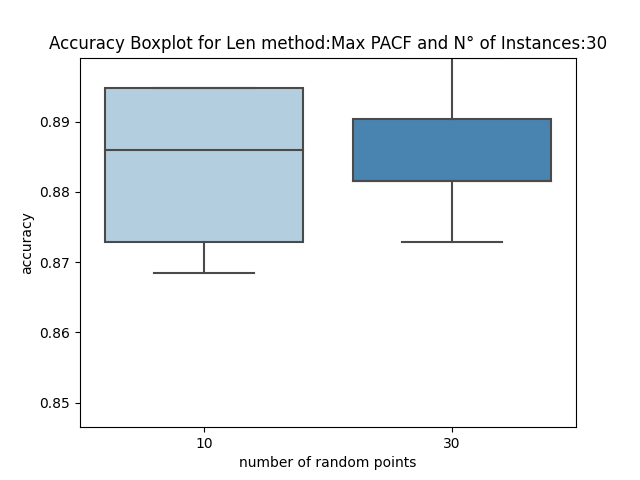 Accuracy Boxplot for Len method:Max PACF and N° of Instances:30
0.89
0.88
0.87
0.86
0.85
accuracy
10
30
number of random points